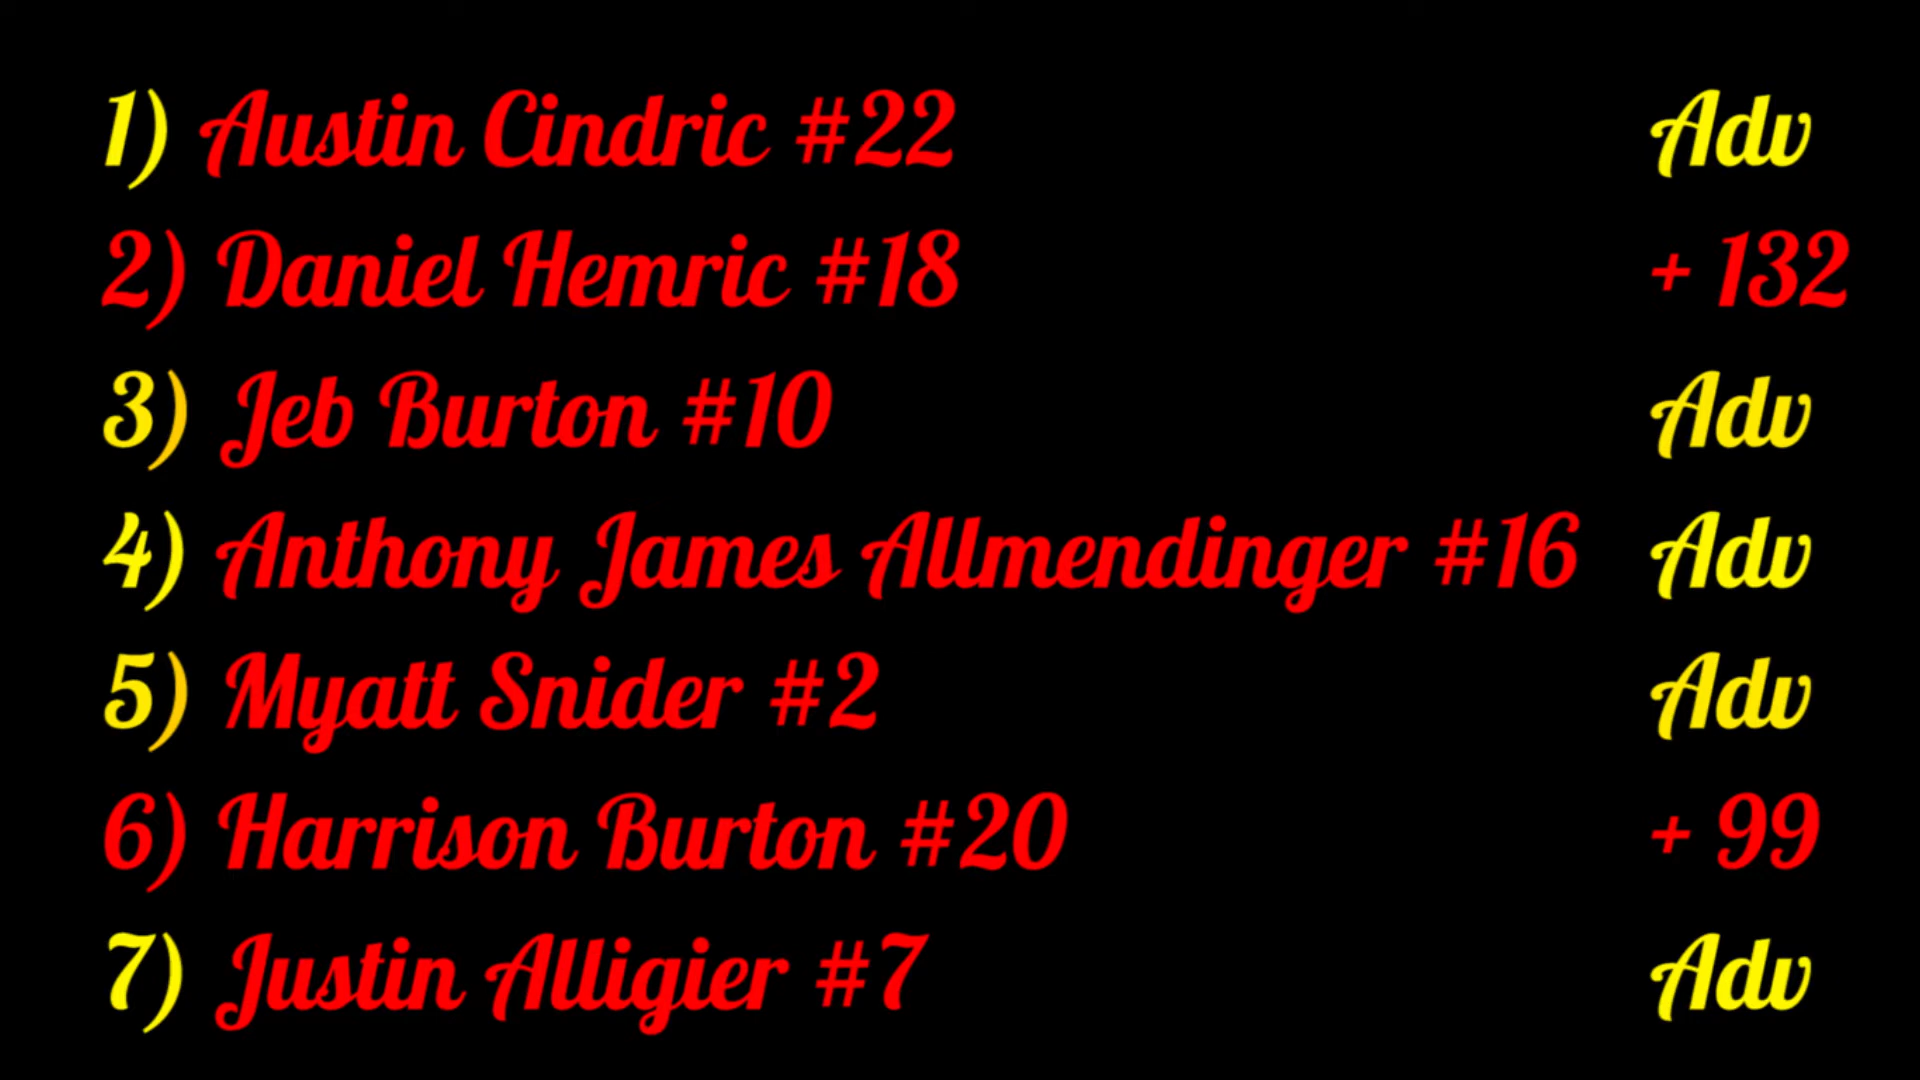 1) Austin Cindric #22 Adv
2) Daniel Hemric #18 + 132
3) Jeb Burton #10 Adv
4) Anthony James Allmendinger #16 Adv
5) Myatt Snider #2 Adv
6) Harrison Burton #20 + 99
7) Justin Alligier #7 Adv